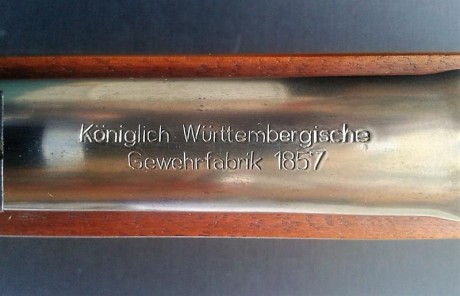 Königlich Württembergische
Gewehrfabrik 1857